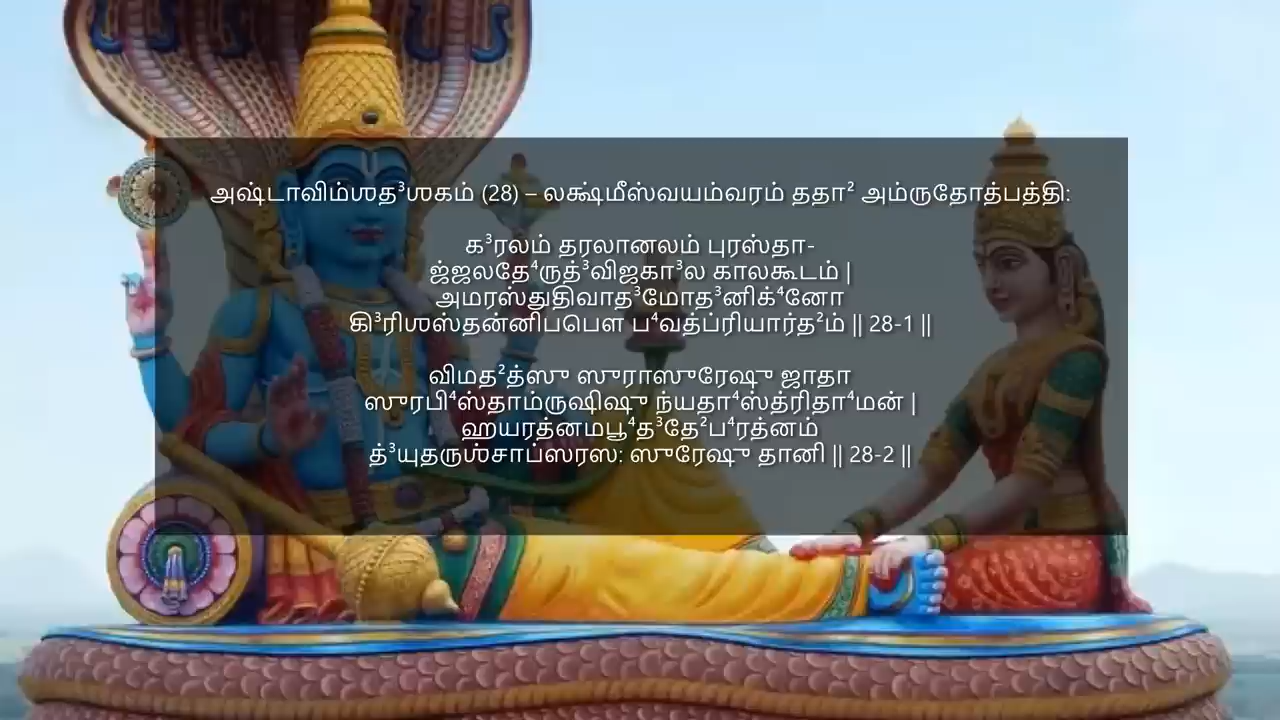 அஷ்டாவிம்ஶத³ஶகம் (28) – லக்ஷ்மீஸ்வயம்வரம் ததா² அம்ருதோத்பத்தி:
க³ரலம் தரலானலம் புரஸ்தா-
ஜ்ஜலதே⁴ருத்³விஜகா³ல காலகூடம் |
அமரஸ்துதிவாத³மோத³னிக்⁴னோ
கி³ரிஶஸ்தன்னிபபௌ ப⁴வத்ப்ரியார்த²ம் || 28-1 ||
விமத²த்ஸு ஸுராஸுரேஷு ஜாதா
ஸுரபி⁴ஸ்தாம்ருஷிஷு ந்யதா⁴ஸ்த்ரிதா⁴மன் |
ஹயரத்னமபூ⁴த³தே²ப⁴ரத்னம்
த்³யுதருஶ்சாப்ஸரஸ: ஸுரேஷு தானி || 28-2 ||